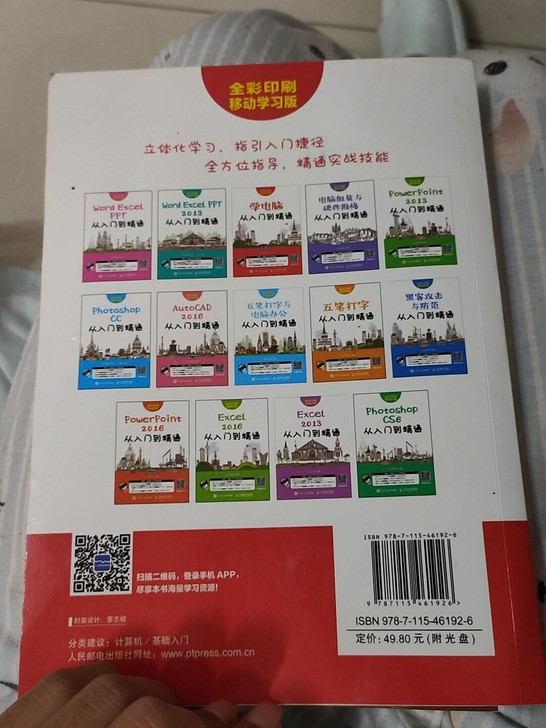 全彩印刷
移动学习版
立体化学习，指引入门捷径
全方位指导，精通实战技能
Word Excel
PPT
从入门到精通
Word Excel PPT
2013
从入门到精通
学电脑
从入门到精通
电脑组装与
硬件维修
从入门到精通
PowerPoint
2013
从入门到精通
Photoshop
CC
从入门到精通
AutoCAD
2016
从入门到精通
五笔打字与
电脑办公
从入门到精通
五笔打字
从入门到精通
黑客攻击
与防范
从入门到精通
PowerPoint
2016
从入门到精通
Excel
2016
从入门到精通
Excel
2013
从入门到精通
Photoshop
CS6
从入门到精通
扫描二维码，登录手机 APP，
尽享本书海量学习资源！
封面设计：董志桢
分类建议：计算机 / 基础入门
人民邮电出版社网址：www.ptpress.com.cn
ISBN 978-7-115-46192-6
9 787115 461926 >
ISBN 978-7-115-46192-6
定价：49.80 元(附光盘)